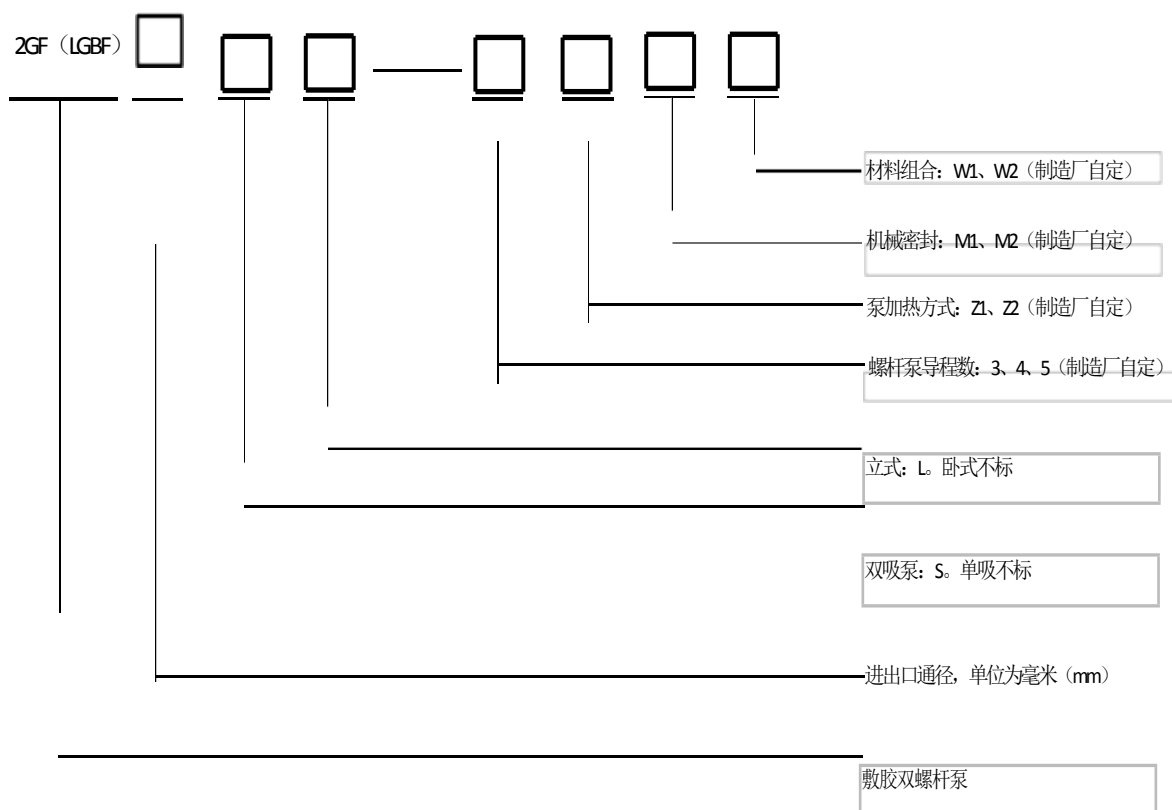 2GF（LGBF）
材料组合：W1、W2（制造厂自定）
机械密封：M1、M2（制造厂自定）
泵加热方式：Z1、Z2（制造厂自定）
螺杆泵导程数：3、4、5（制造厂自定）
立式：L。卧式不标
双吸泵：S。单吸不标
进出口通径，单位为毫米（mm）
敷胶双螺杆泵